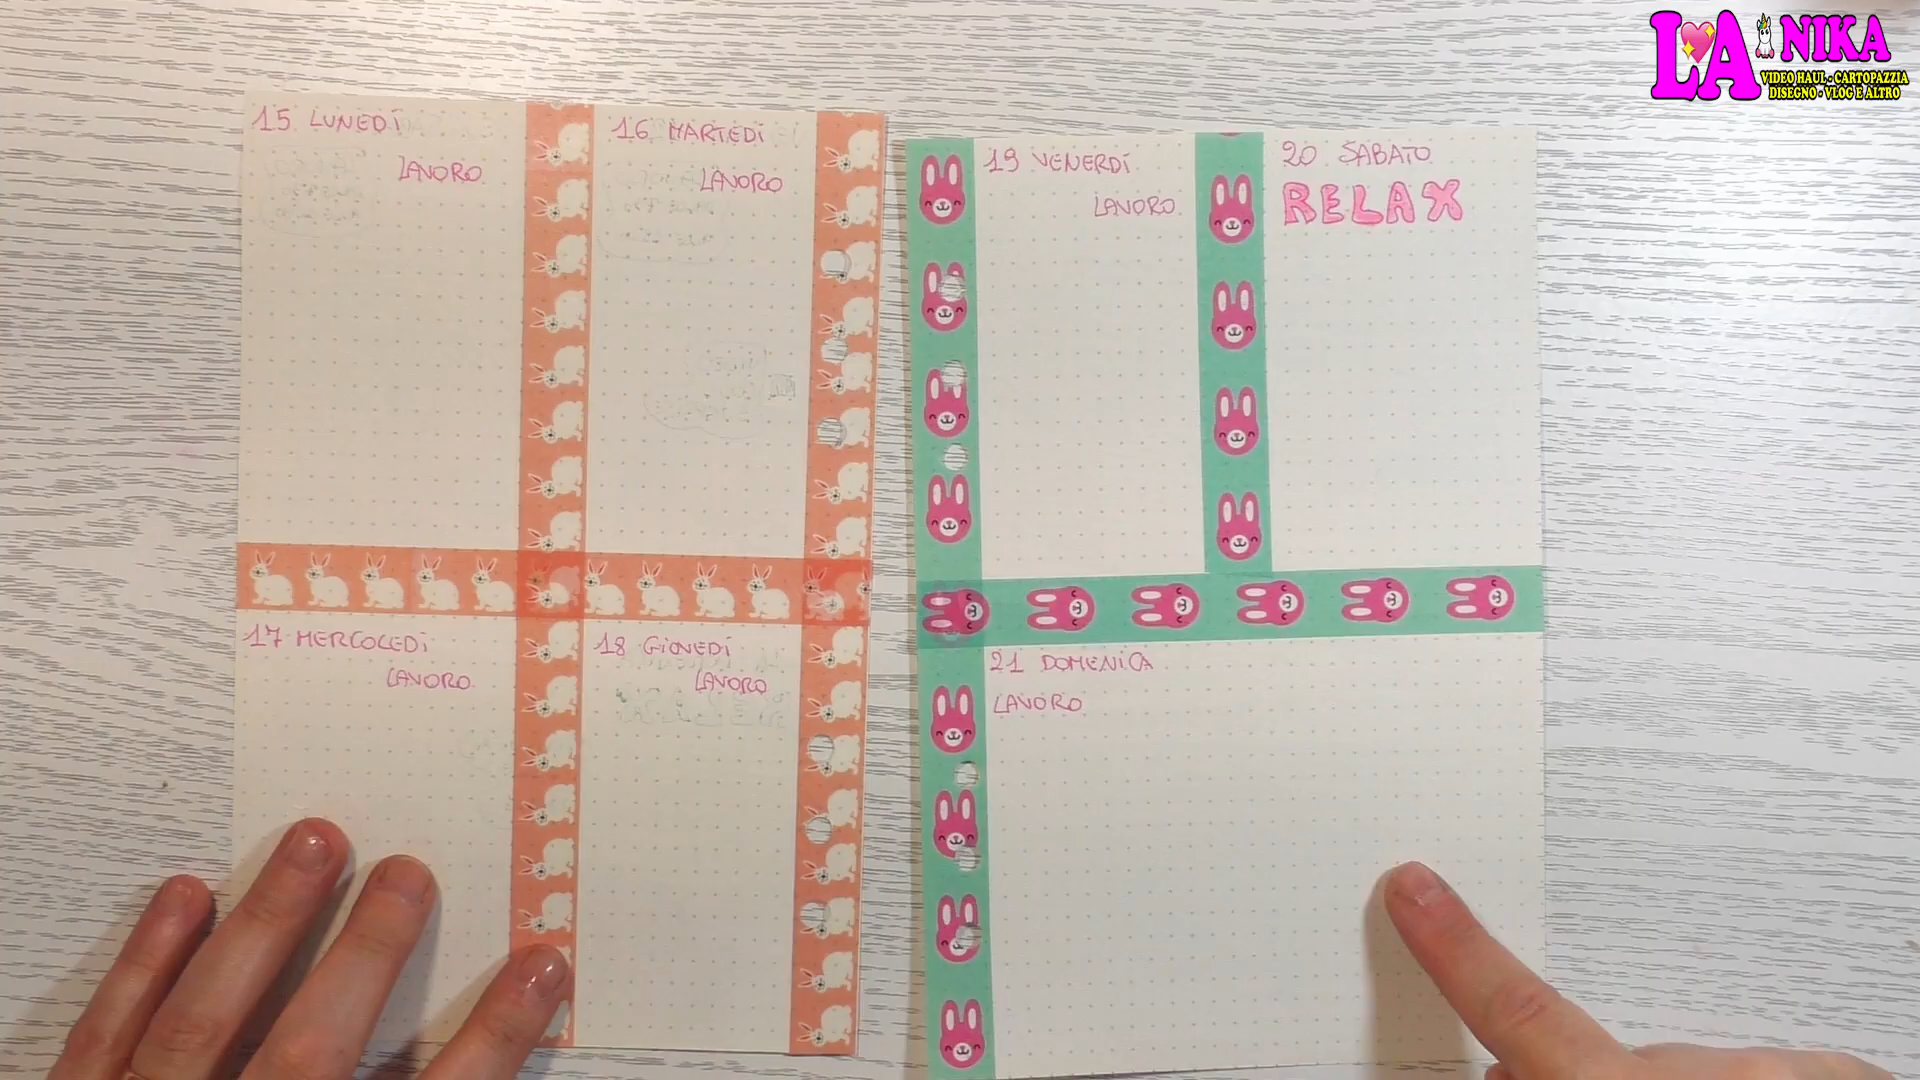 LA NIKA
VIDEO HAUL - CARTOPAZZIA
DISEGNO - VLOG E ALTRO
15 LUNEDÌ
LAVORO
16 MARTEDÌ
LAVORO
17 MERCOLEDÌ
LAVORO
18 GIOVEDÌ
LAVORO
19 VENERDÌ
LAVORO
20 SABATO
RELAX
21 DOMENICA
LAVORO